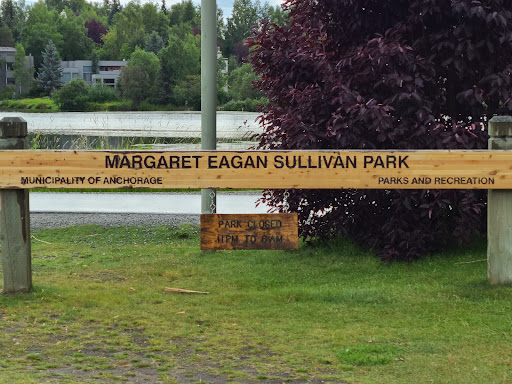 MARGARET EAGAN SULLIVAN PARK
MUNICIPALITY OF ANCHORAGE PARKS AND RECREATION
PARK CLOSED
11PM TO 6AM